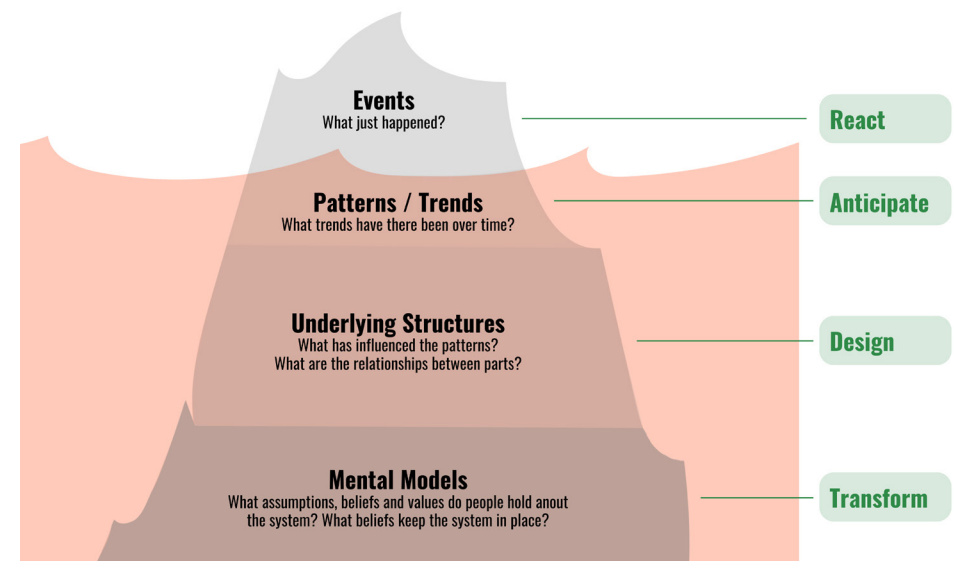 Events
What just happened?
React
Patterns / Trends
What trends have there been over time?
Anticipate
Underlying Structures
What has influenced the patterns?
What are the relationships between parts?
Design
Mental Models
What assumptions, beliefs and values do people hold anout
the system? What beliefs keep the system in place?
Transform